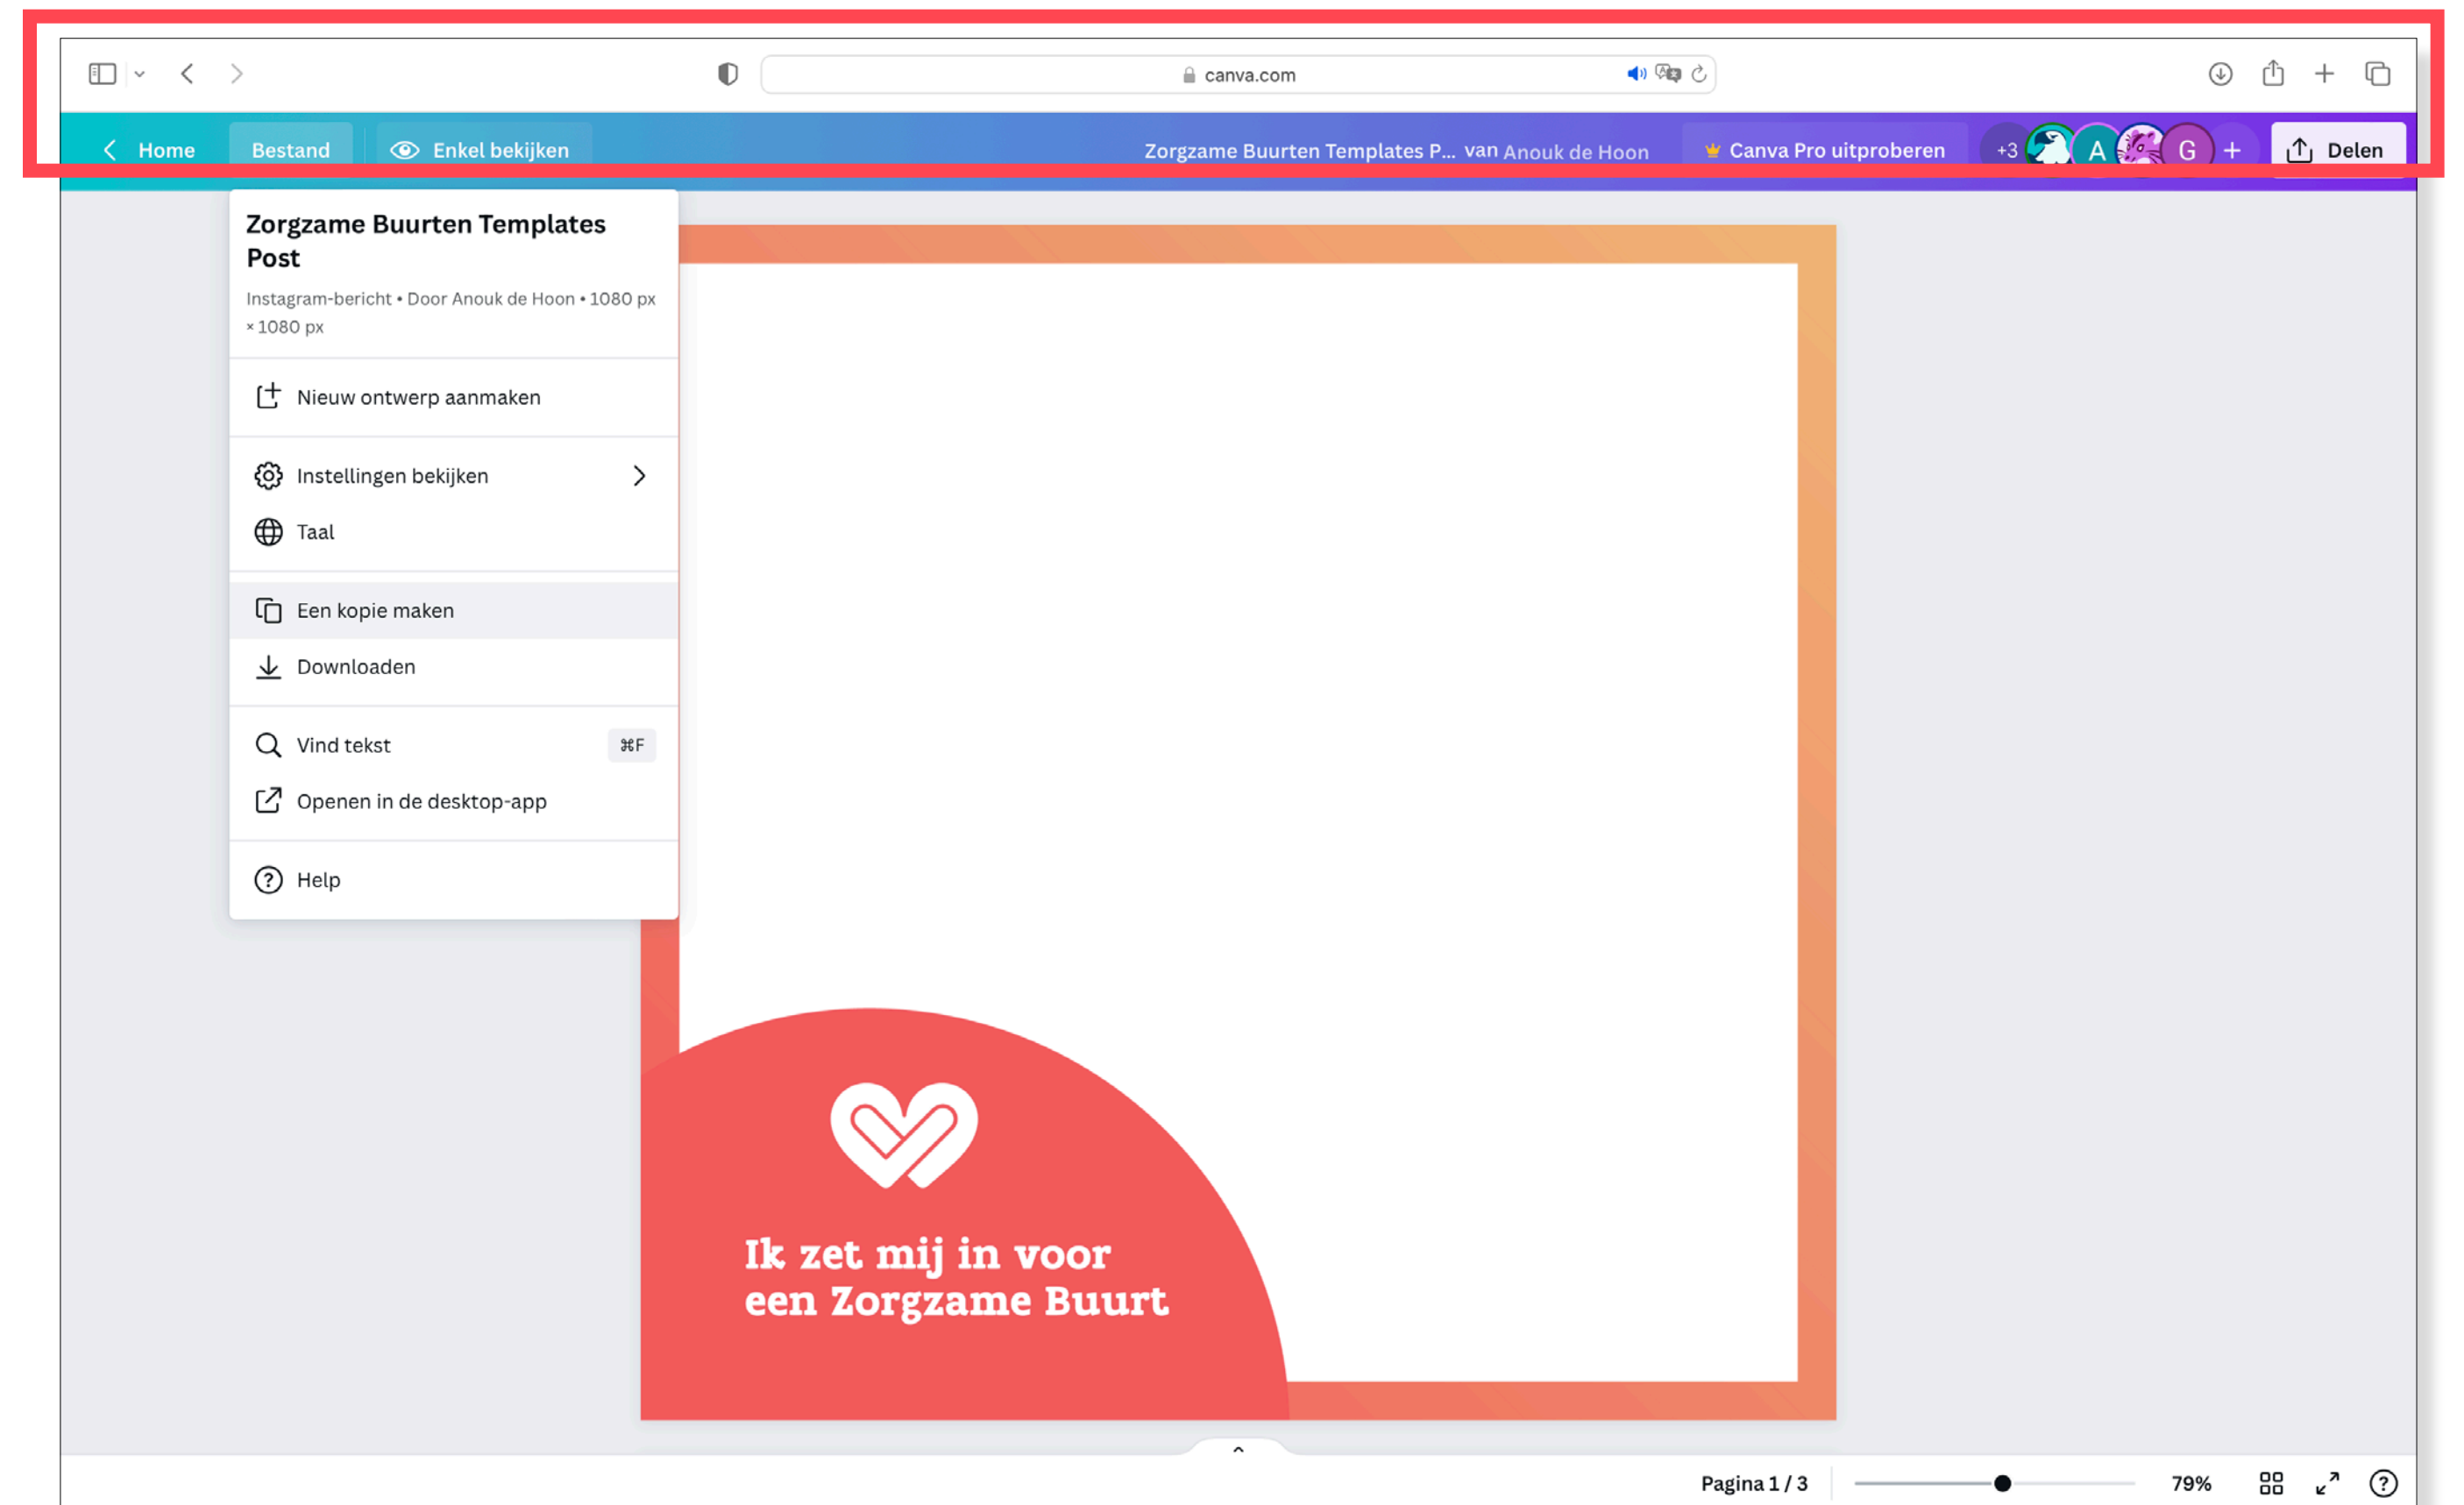 canva.com
Home Bestand Enkel bekijken Zorgzame Buurten Templates P... van Anouk de Hoon Canva Pro uitproberen +3 A G + Delen
Zorgzame Buurten Templates
Post
Instagram-bericht • Door Anouk de Hoon • 1080 px
× 1080 px
Nieuw ontwerp aanmaken
Instellingen bekijken
Taal
Een kopie maken
Downloaden
Vind tekst ⌘F
Openen in de desktop-app
Help
Ik zet mij in voor
een Zorgzame Buurt
Pagina 1 / 3 79%